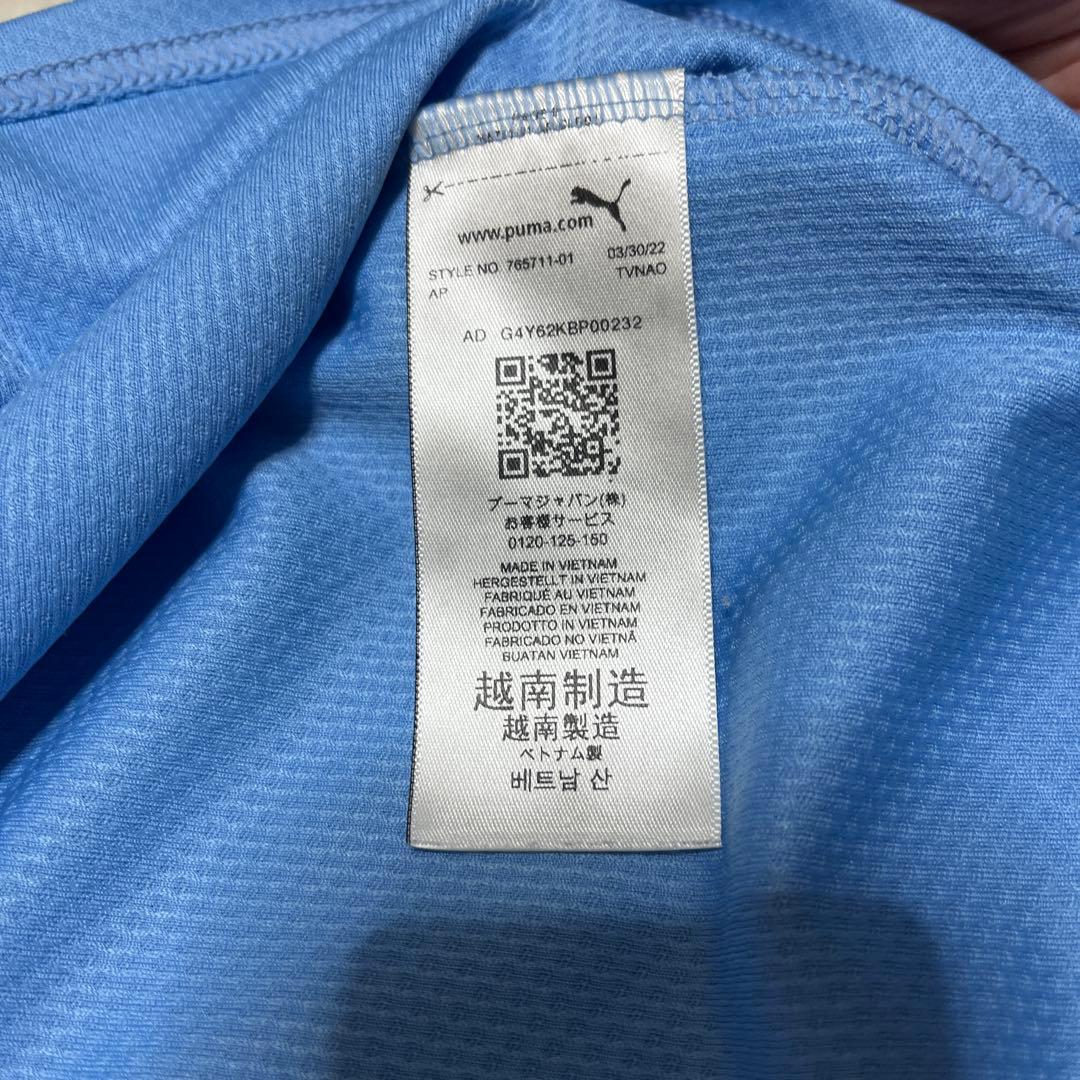 www.puma.com
STYLE NO. 765711-01 03/30/22
AP TVNAO
AD G4Y62KBP00232
プーマジャパン(株)
お客様サービス
0120-125-150
MADE IN VIETNAM
HERGESTELLT IN VIETNAM
FABRIQUÉ AU VIETNAM
FABRICADO EN VIETNAM
PRODOTTO IN VIETNAM
FABRICADO NO VIETNÃ
BUATAN VIETNAM
越南制造
越南製造
ベトナム製
베트남 산